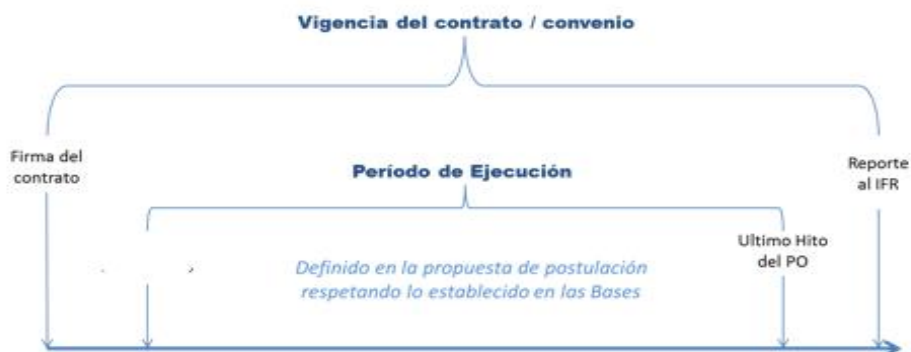 Vigencia del contrato / convenio
Firma del
contrato
Reporte
al IFR
Período de Ejecución
Ultimo Hito
del PO
Definido en la propuesta de postulación
respetando lo establecido en las Bases